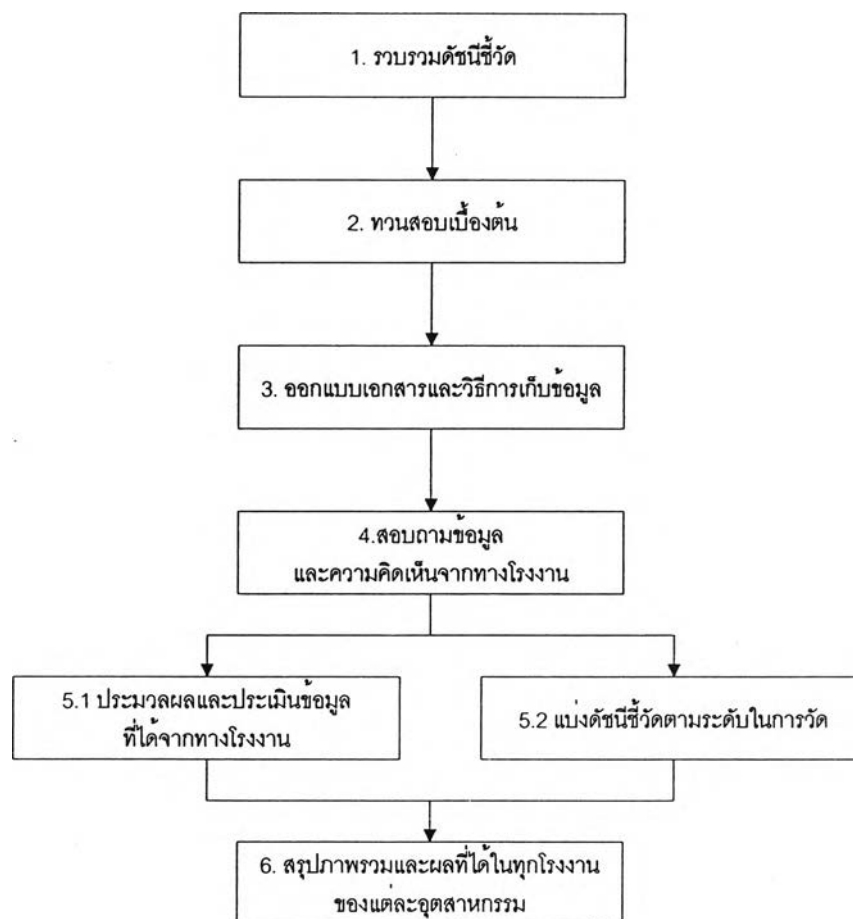 1. รวบรวมดัชนีชี้วัด
2. ทวนสอบเบื้องต้น
3. ออกแบบเอกสารและวิธีการเก็บข้อมูล
4.สอบถามข้อมูล
และความคิดเห็นจากทางโรงงาน
5.1 ประมวลผลและประเมินข้อมูล
ที่ได้จากทางโรงงาน
5.2 แบ่งดัชนีชี้วัดตามระดับในการวัด
6. สรุปภาพรวมและผลที่ได้ในทุกโรงงาน
ของแต่ละอุตสาหกรรม